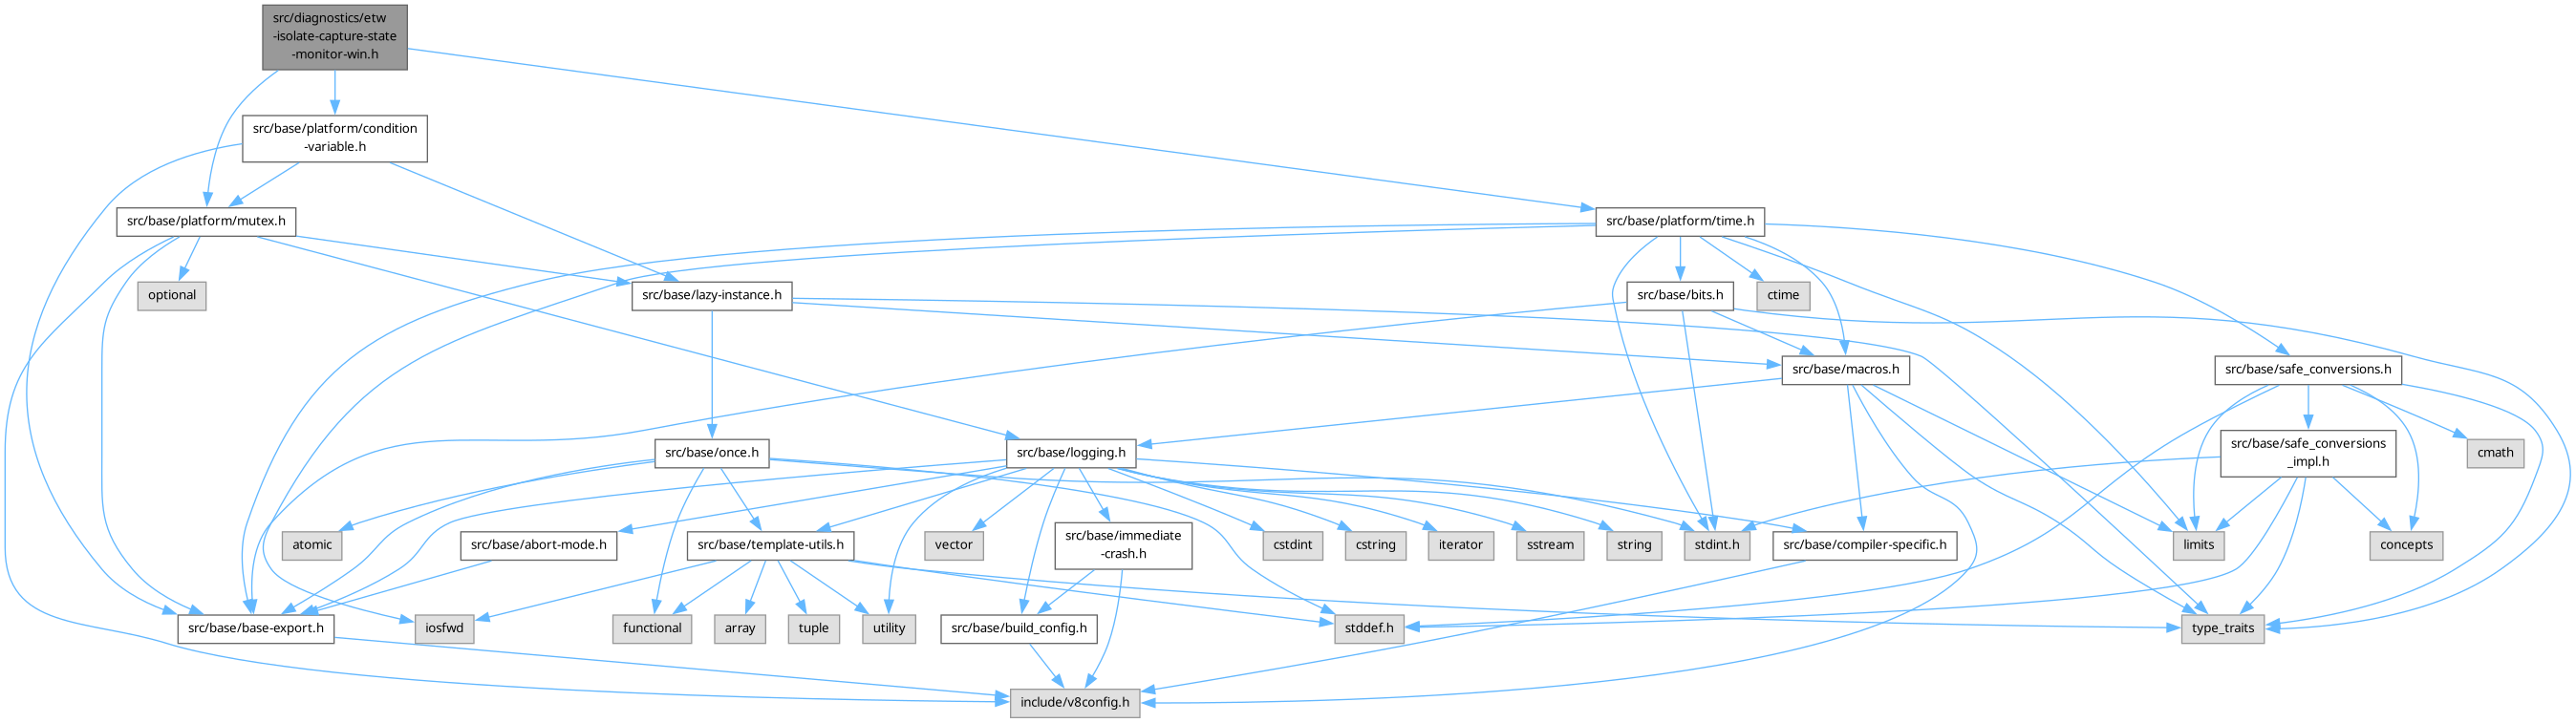 src/diagnostics/etw
-isolate-capture-state
-monitor-win.h
src/base/platform/condition
-variable.h
src/base/platform/mutex.h
src/base/platform/time.h
optional
src/base/lazy-instance.h
src/base/bits.h
ctime
src/base/macros.h
src/base/safe_conversions.h
src/base/once.h
src/base/logging.h
src/base/safe_conversions
_impl.h
cmath
atomic
src/base/abort-mode.h
src/base/template-utils.h
vector
src/base/immediate
-crash.h
cstdint
cstring
iterator
sstream
string
stdint.h
src/base/compiler-specific.h
limits
concepts
src/base/base-export.h
iosfwd
functional
array
tuple
utility
src/base/build_config.h
stddef.h
type_traits
include/v8config.h